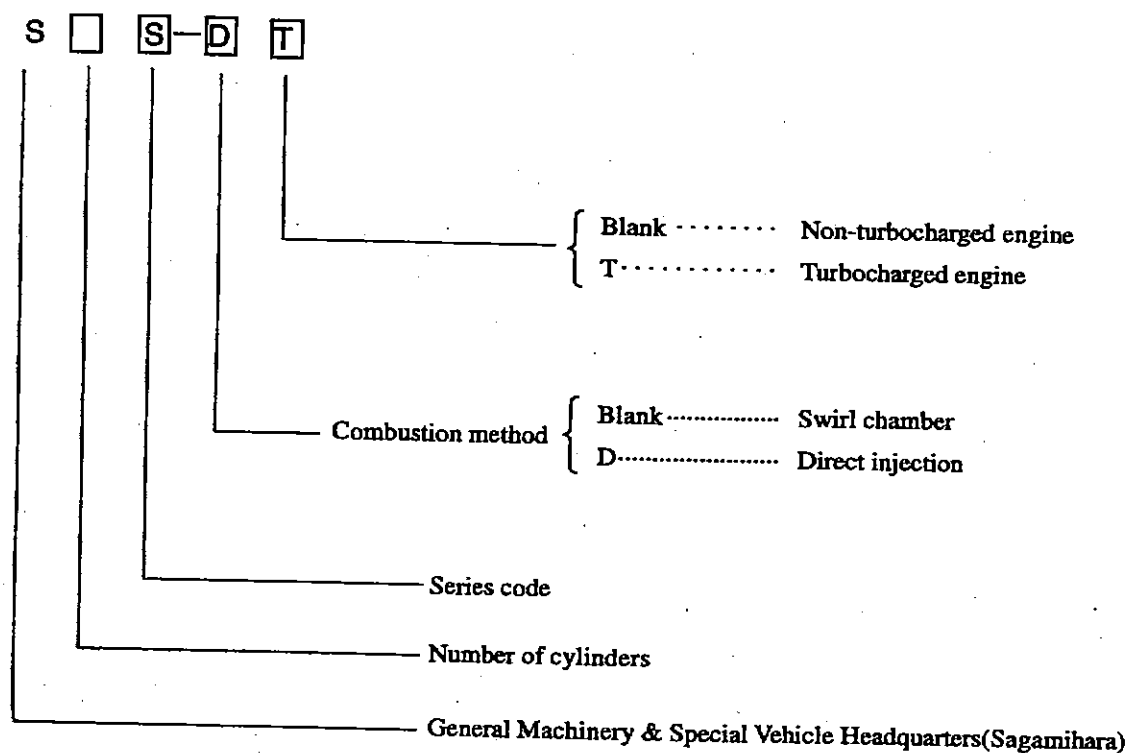 S □ S-D T
Blank ········ Non-turbocharged engine
T············ Turbocharged engine
Combustion method
Blank ················· Swirl chamber
D························ Direct injection
Series code
Number of cylinders
General Machinery & Special Vehicle Headquarters(Sagamihara)